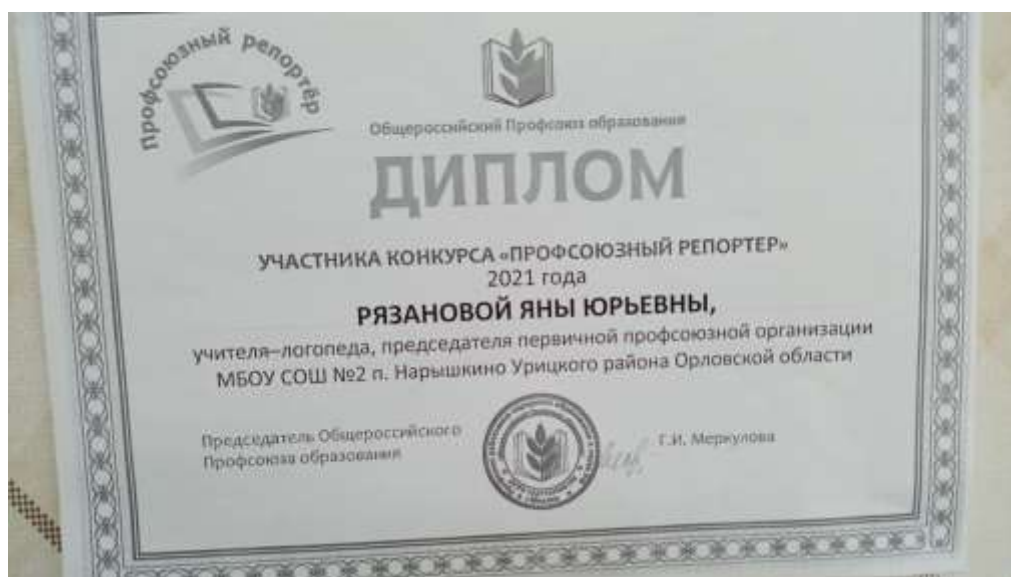 Профсоюзный репортёр
Общероссийский Профсоюз образования
ДИПЛОМ
УЧАСТНИКА КОНКУРСА «ПРОФСОЮЗНЫЙ РЕПОРТЕР»
2021 года
РЯЗАНОВОЙ ЯНЫ ЮРЬЕВНЫ,
учителя–логопеда, председателя первичной профсоюзной организации
МБОУ СОШ №2 п. Нарышкино Урицкого района Орловской области
Председатель Общероссийского
Профсоюза образования
Г.И. Меркулова